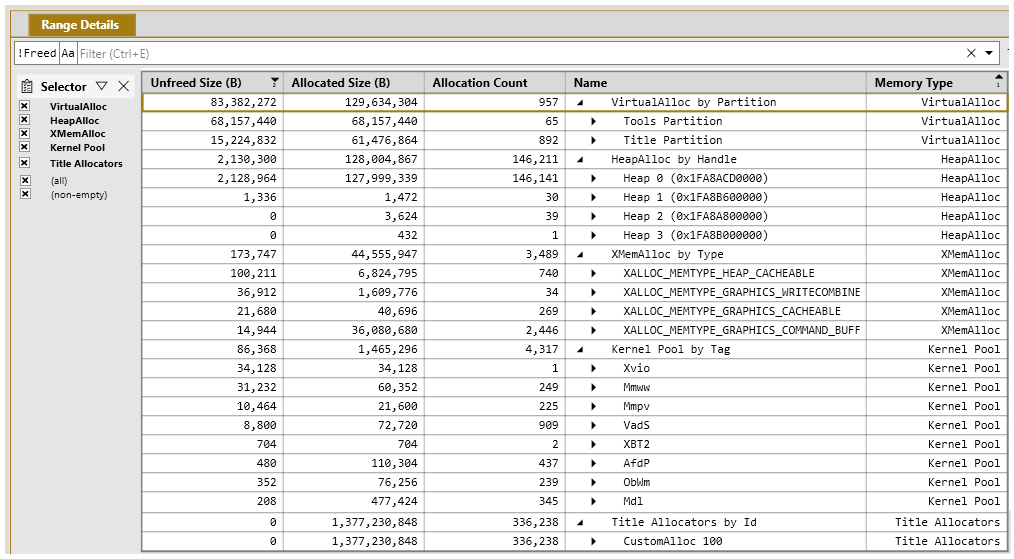 Range Details
!Freed Aa Filter (Ctrl+E)
Selector
VirtualAlloc
HeapAlloc
XMemAlloc
Kernel Pool
Title Allocators
(all)
(non-empty)
Unfreed Size (B) 2 Allocated Size (B) Allocation Count Name Memory Type 1
83,382,272 129,634,304 957 VirtualAlloc by Partition VirtualAlloc
68,157,440 68,157,440 65 Tools Partition VirtualAlloc
15,224,832 61,476,864 892 Title Partition VirtualAlloc
2,130,300 128,004,867 146,211 HeapAlloc by Handle HeapAlloc
2,128,964 127,999,339 146,141 Heap 0 (0x1FA8ACD0000) HeapAlloc
1,336 1,472 30 Heap 1 (0x1FA8B600000) HeapAlloc
0 3,624 39 Heap 2 (0x1FA8A800000) HeapAlloc
0 432 1 Heap 3 (0x1FA8B000000) HeapAlloc
173,747 44,555,947 3,489 XMemAlloc by Type XMemAlloc
100,211 6,824,795 740 XALLOC_MEMTYPE_HEAP_CACHEABLE XMemAlloc
36,912 1,609,776 34 XALLOC_MEMTYPE_GRAPHICS_WRITECOMBINE XMemAlloc
21,680 40,696 269 XALLOC_MEMTYPE_GRAPHICS_CACHEABLE XMemAlloc
14,944 36,080,680 2,446 XALLOC_MEMTYPE_GRAPHICS_COMMAND_BUFF XMemAlloc
86,368 1,465,296 4,317 Kernel Pool by Tag Kernel Pool
34,128 34,128 1 Xvio Kernel Pool
31,232 60,352 249 Mmww Kernel Pool
10,464 21,600 225 Mmpv Kernel Pool
8,800 72,720 909 VadS Kernel Pool
704 704 2 XBT2 Kernel Pool
480 110,304 437 AfdP Kernel Pool
352 76,256 239 ObWm Kernel Pool
208 477,424 345 Mdl Kernel Pool
0 1,377,230,848 336,238 Title Allocators by Id Title Allocators
0 1,377,230,848 336,238 CustomAlloc 100 Title Allocators